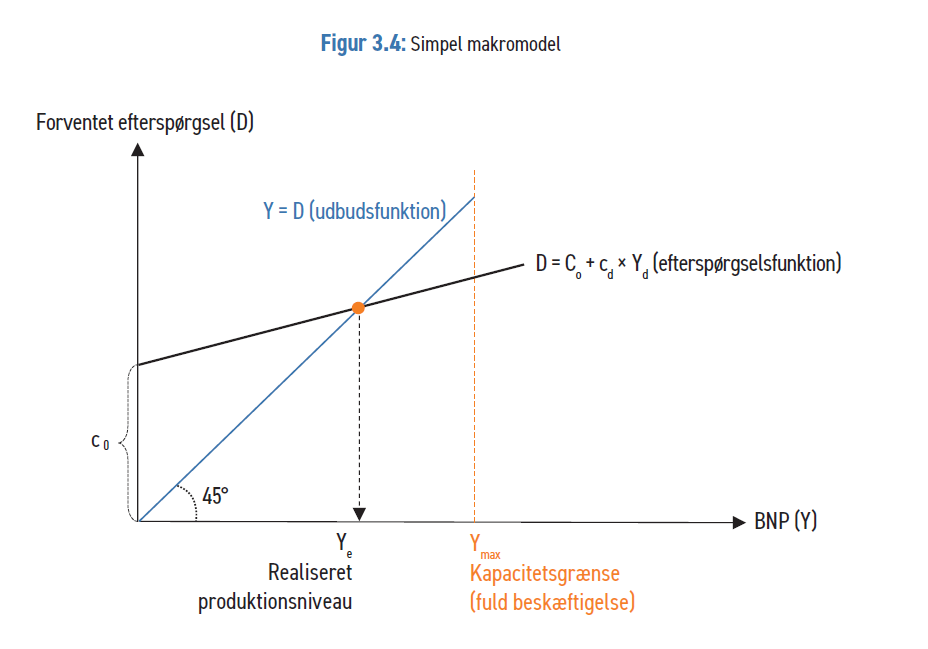 Figur 3.4: Simpel makromodel
Forventet efterspørgsel (D)
Y = D (udbudsfunktion)
D = Co + cd × Yd (efterspørgselsfunktion)
c0
45°
BNP (Y)
Ye
Realiseret
produktionsniveau
Ymax
Kapacitetsgrænse
(fuld beskæftigelse)